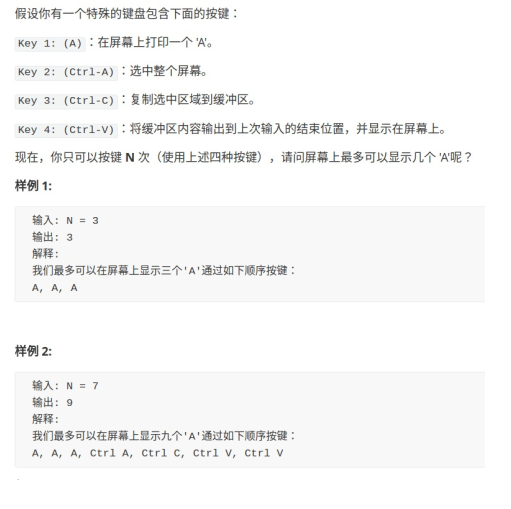 假设你有一个特殊的键盘包含下面的按键：
Key 1: (A)：在屏幕上打印一个 'A'。
Key 2: (Ctrl-A)：选中整个屏幕。
Key 3: (Ctrl-C)：复制选中区域到缓冲区。
Key 4: (Ctrl-V)：将缓冲区内容输出到上次输入的结束位置，并显示在屏幕上。
现在，你只可以按键 N 次（使用上述四种按键），请问屏幕上最多可以显示几个 'A'呢？
样例 1:
输入: N = 3
输出: 3
解释:
我们最多可以在屏幕上显示三个'A'通过如下顺序按键：
A, A, A
样例 2:
输入: N = 7
输出: 9
解释:
我们最多可以在屏幕上显示九个'A'通过如下顺序按键：
A, A, A, Ctrl A, Ctrl C, Ctrl V, Ctrl V